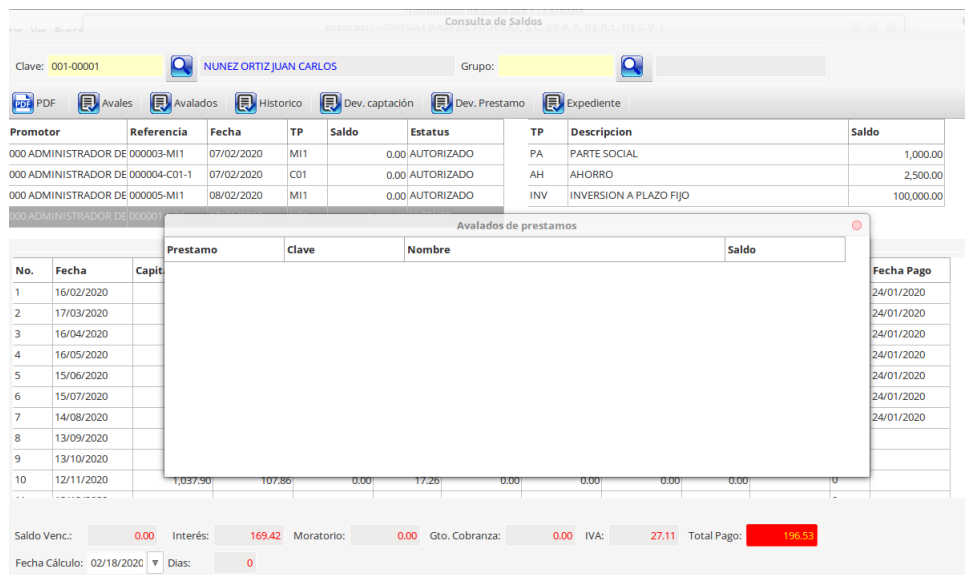 Consulta de Saldos
Clave: 001-00001 NUNEZ ORTIZ JUAN CARLOS Grupo:
PDF PDF Avales Avalados Historico Dev. captación Dev. Prestamo Expediente
Promotor Referencia Fecha TP Saldo Estatus TP Descripcion Saldo
000 ADMINISTRADOR DE 000003-MI1 07/02/2020 MI1 0.00 AUTORIZADO PA PARTE SOCIAL 1,000.00
000 ADMINISTRADOR DE 000004-C01-1 07/02/2020 C01 0.00 AUTORIZADO AH AHORRO 2,500.00
000 ADMINISTRADOR DE 000005-MI1 08/02/2020 MI1 0.00 AUTORIZADO INV INVERSION A PLAZO FIJO 100,000.00
000 ADMINISTRADOR DE 000001
Avalados de prestamos
Prestamo Clave Nombre Saldo
No. Fecha Capit Fecha Pago
1 16/02/2020 24/01/2020
2 17/03/2020 24/01/2020
3 16/04/2020 24/01/2020
4 16/05/2020 24/01/2020
5 15/06/2020 24/01/2020
6 15/07/2020 24/01/2020
7 14/08/2020 24/01/2020
8 13/09/2020
9 13/10/2020
10 12/11/2020 1,037.90 107.86 0.00 17.26 0.00 0.00 0.00 0.00 0
Saldo Venc.: 0.00 Interés: 169.42 Moratorio: 0.00 Gto. Cobranza: 0.00 IVA: 27.11 Total Pago: 196.53
Fecha Cálculo: 02/18/2020 Dias: 0